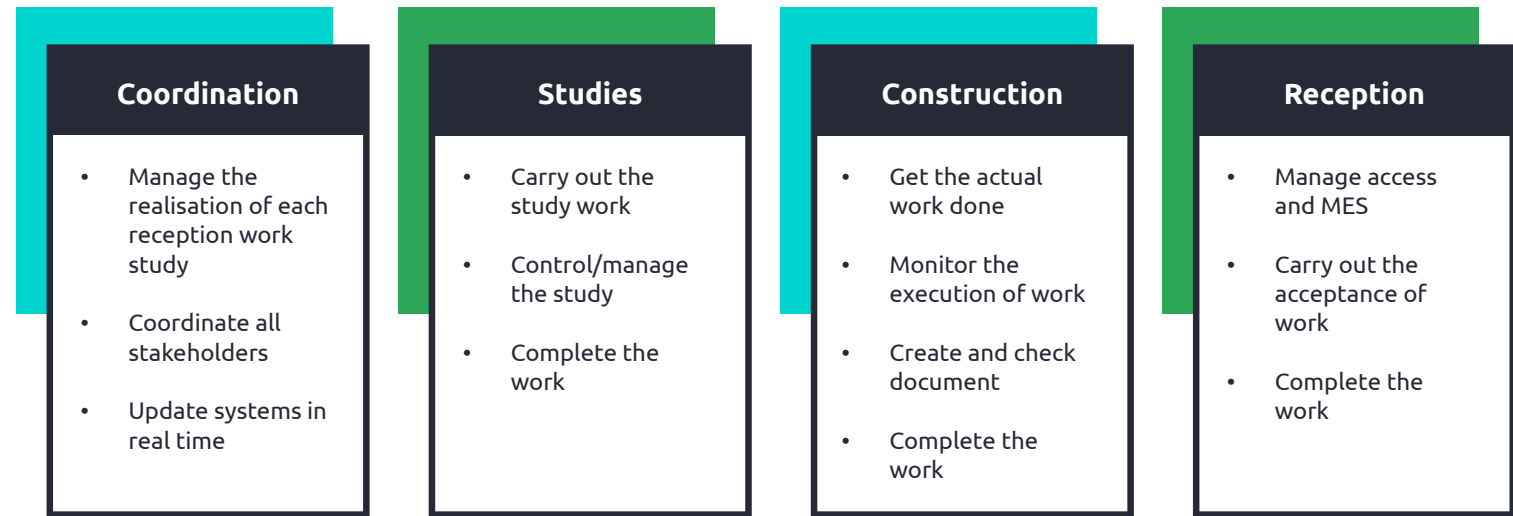 Coordination
• Manage the
realisation of each
reception work
study
• Coordinate all
stakeholders
• Update systems in
real time
Studies
• Carry out the
study work
• Control/manage
the study
• Complete the
work
Construction
• Get the actual
work done
• Monitor the
execution of work
• Create and check
document
• Complete the
work
Reception
• Manage access
and MES
• Carry out the
acceptance of
work
• Complete the
work